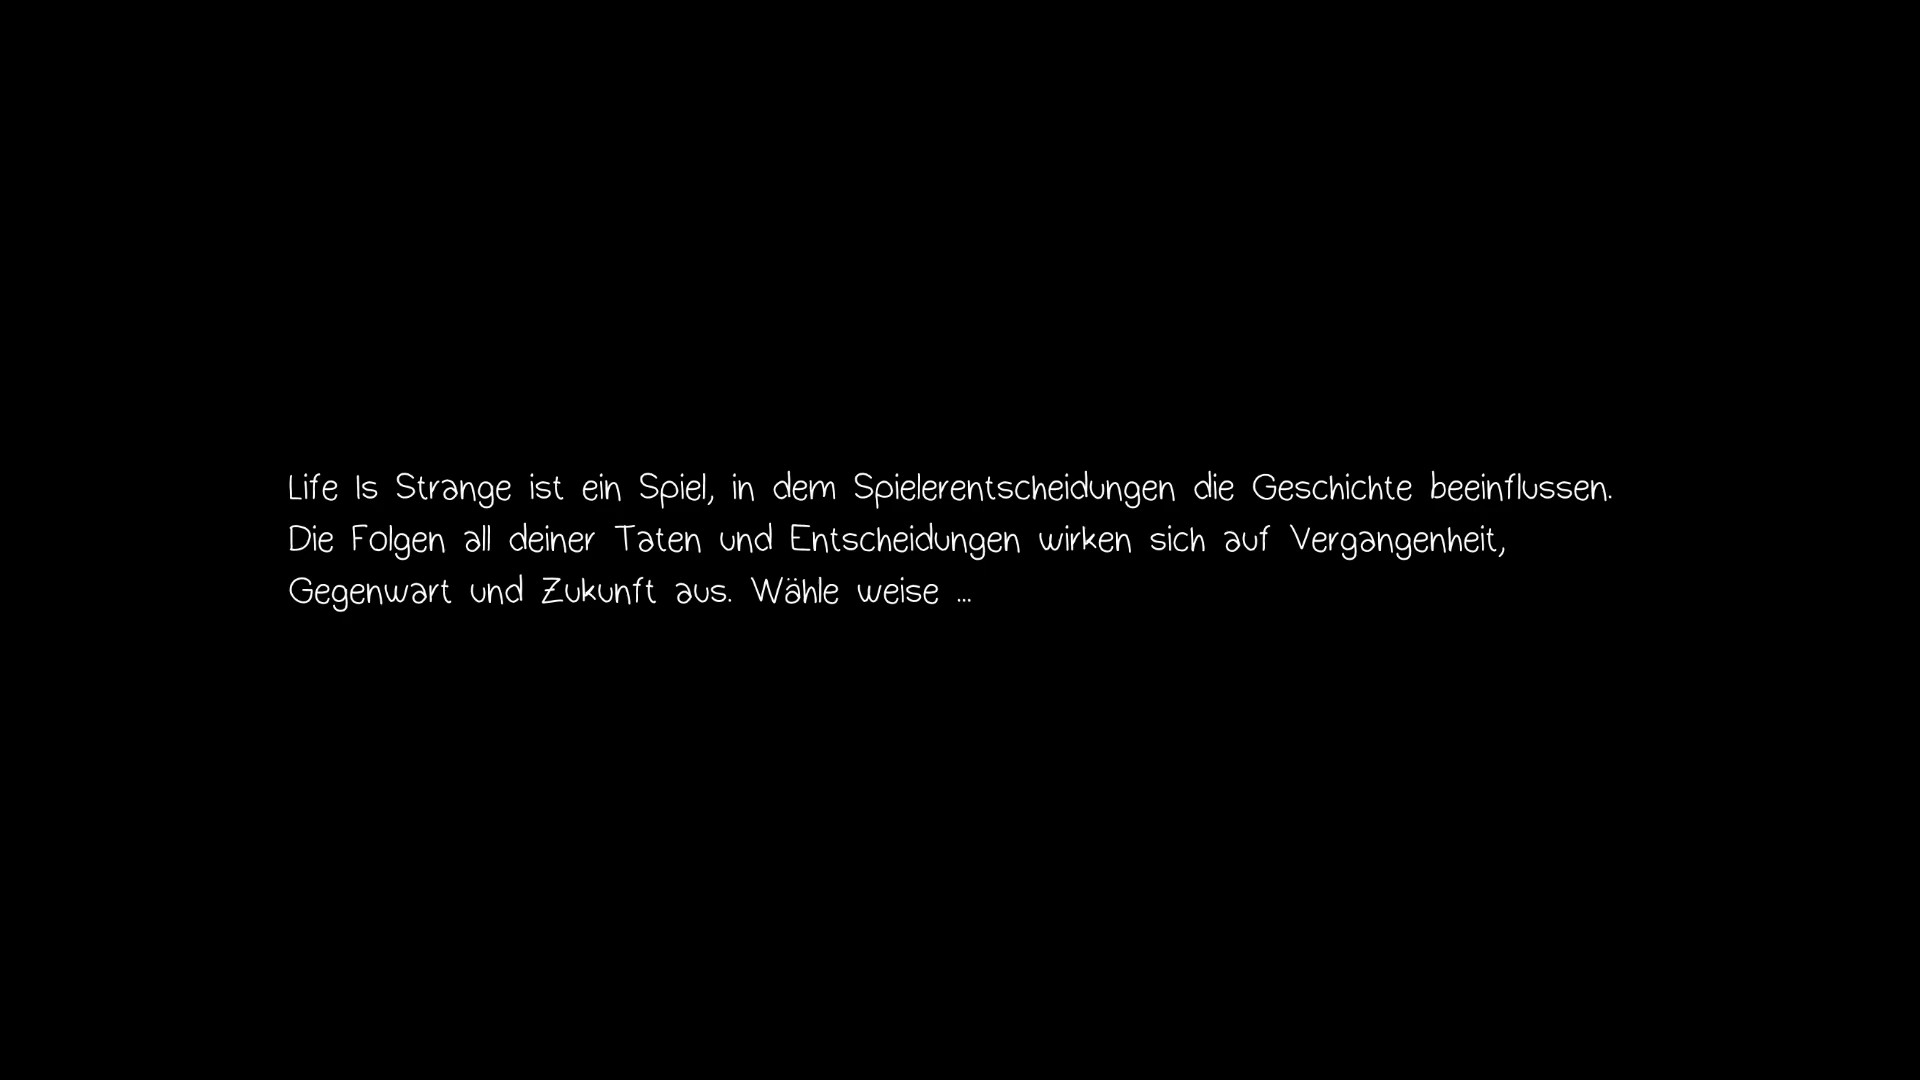 Life Is Strange ist ein Spiel, in dem Spielerentscheidungen die Geschichte beeinflussen.
Die Folgen all deiner Taten und Entscheidungen wirken sich auf Vergangenheit,
Gegenwart und Zukunft aus. Wähle weise ...